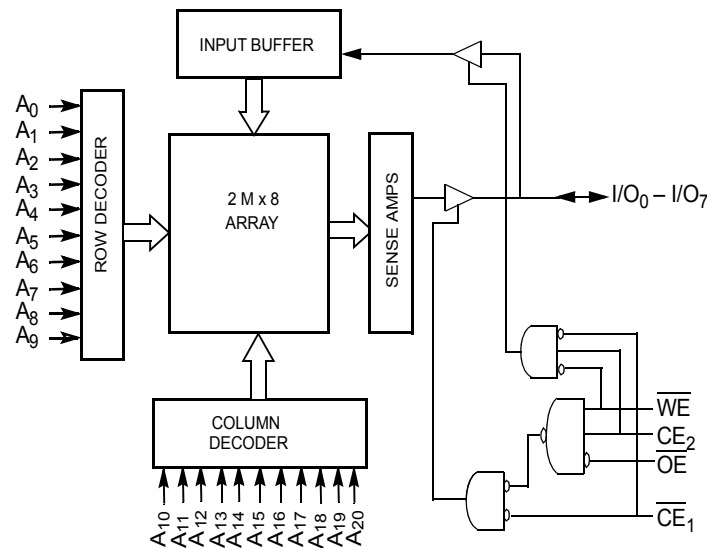 INPUT BUFFER
A0
A1
A2
A3
A4
A5
A6
A7
A8
A9
ROW DECODER
2 M x 8
ARRAY
SENSE AMPS
I/O0 – I/O7
COLUMN
DECODER
A10
A11
A12
A13
A14
A15
A16
A17
A18
A19
A20
WE
CE2
OE
CE1